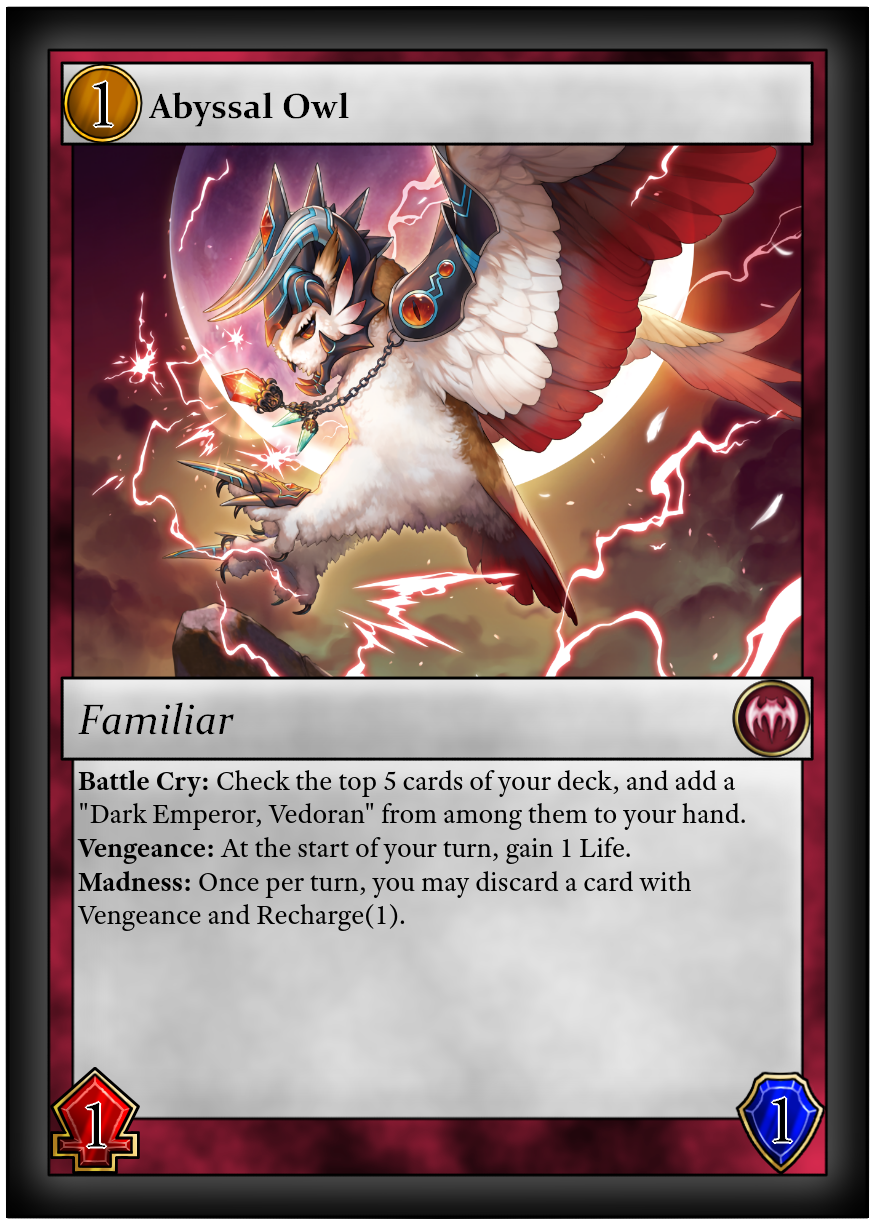 1 Abyssal Owl
Familiar
Battle Cry: Check the top 5 cards of your deck, and add a
"Dark Emperor, Vedoran" from among them to your hand.
Vengeance: At the start of your turn, gain 1 Life.
Madness: Once per turn, you may discard a card with
Vengeance and Recharge(1).
1 1